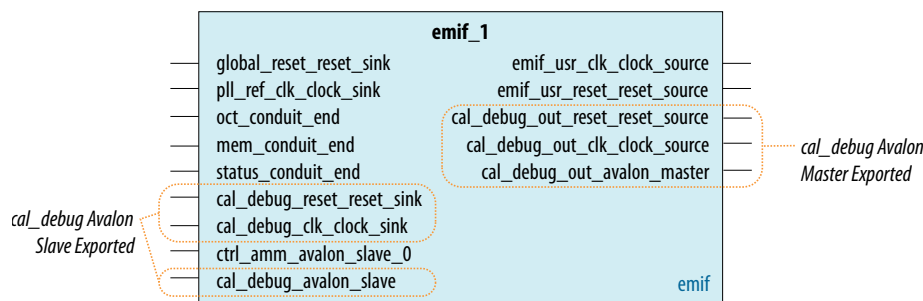 emif_1
global_reset_reset_sink
pll_ref_clk_clock_sink
oct_conduit_end
mem_conduit_end
status_conduit_end
cal_debug_reset_reset_sink
cal_debug_clk_clock_sink
ctrl_amm_avalon_slave_0
cal_debug_avalon_slave
emif_usr_clk_clock_source
emif_usr_reset_reset_source
cal_debug_out_reset_reset_source
cal_debug_out_clk_clock_source
cal_debug_out_avalon_master
emif
cal_debug Avalon
Slave Exported
cal_debug Avalon
Master Exported